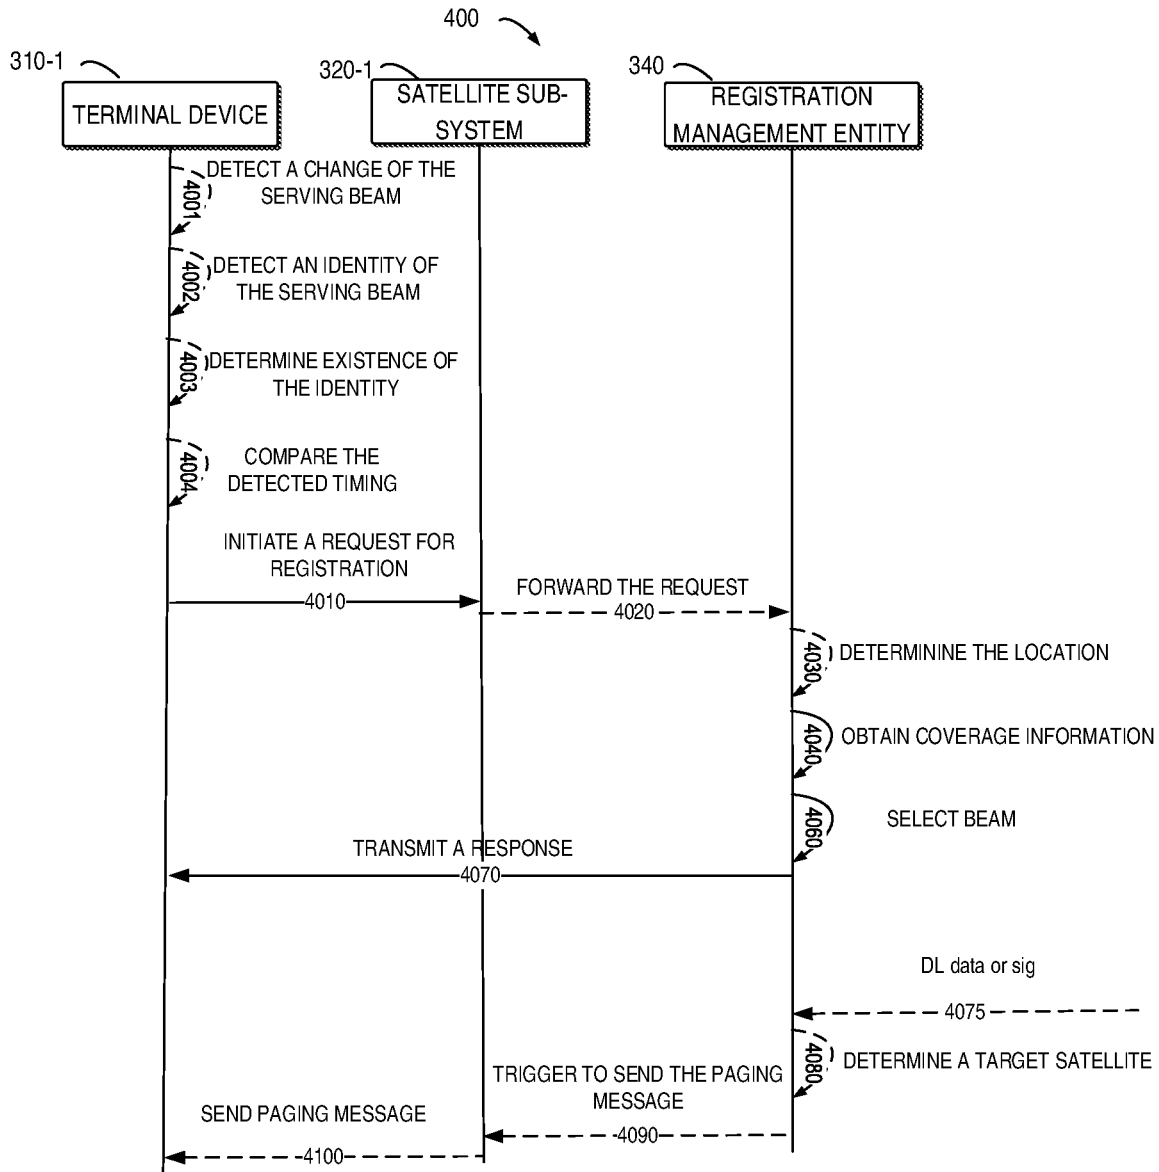 400
310-1
320-1
340
TERMINAL DEVICE
SATELLITE SUB-
SYSTEM
REGISTRATION
MANAGEMENT ENTITY
DETECT A CHANGE OF THE
SERVING BEAM
4001
DETECT AN IDENTITY OF
THE SERVING BEAM
4002
DETERMINE EXISTENCE OF
THE IDENTITY
4003
COMPARE THE
DETECTED TIMING
4004
INITIATE A REQUEST FOR
REGISTRATION
4010
FORWARD THE REQUEST
4020
4030
DETERMININE THE LOCATION
4040
OBTAIN COVERAGE INFORMATION
4060
SELECT BEAM
TRANSMIT A RESPONSE
4070
DL data or sig
4075
4080
DETERMINE A TARGET SATELLITE
TRIGGER TO SEND THE PAGING
MESSAGE
4090
SEND PAGING MESSAGE
4100